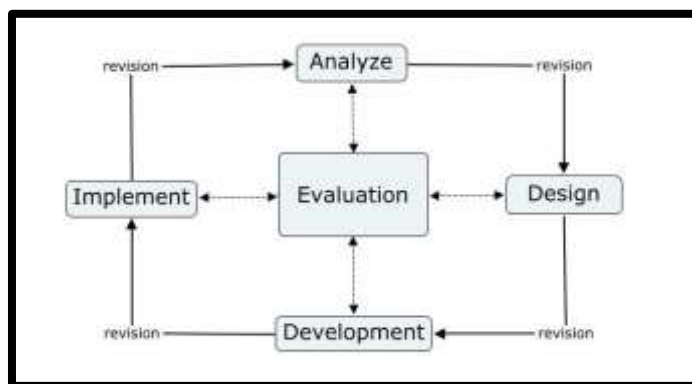 Analyze
revision
revision
Implement
Evaluation
Design
revision
Development
revision